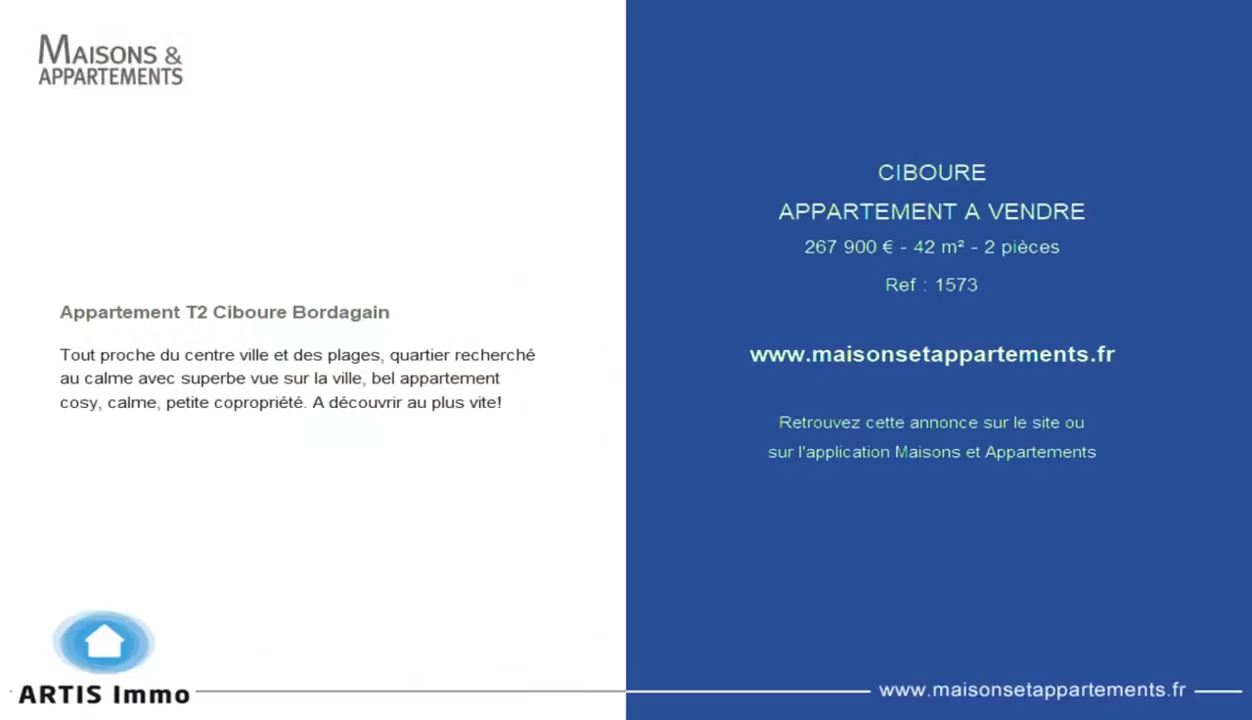 MAISONS &
APPARTEMENTS
Appartement T2 Ciboure Bordagain
Tout proche du centre ville et des plages, quartier recherché
au calme avec superbe vue sur la ville, bel appartement
cosy, calme, petite copropriété. A découvrir au plus vite!
ARTIS Immo
CIBOURE
APPARTEMENT A VENDRE
267 900 € - 42 m² - 2 pièces
Ref : 1573
www.maisonsetappartements.fr
Retrouvez cette annonce sur le site ou
sur l'application Maisons et Appartements
www.maisonsetappartements.fr